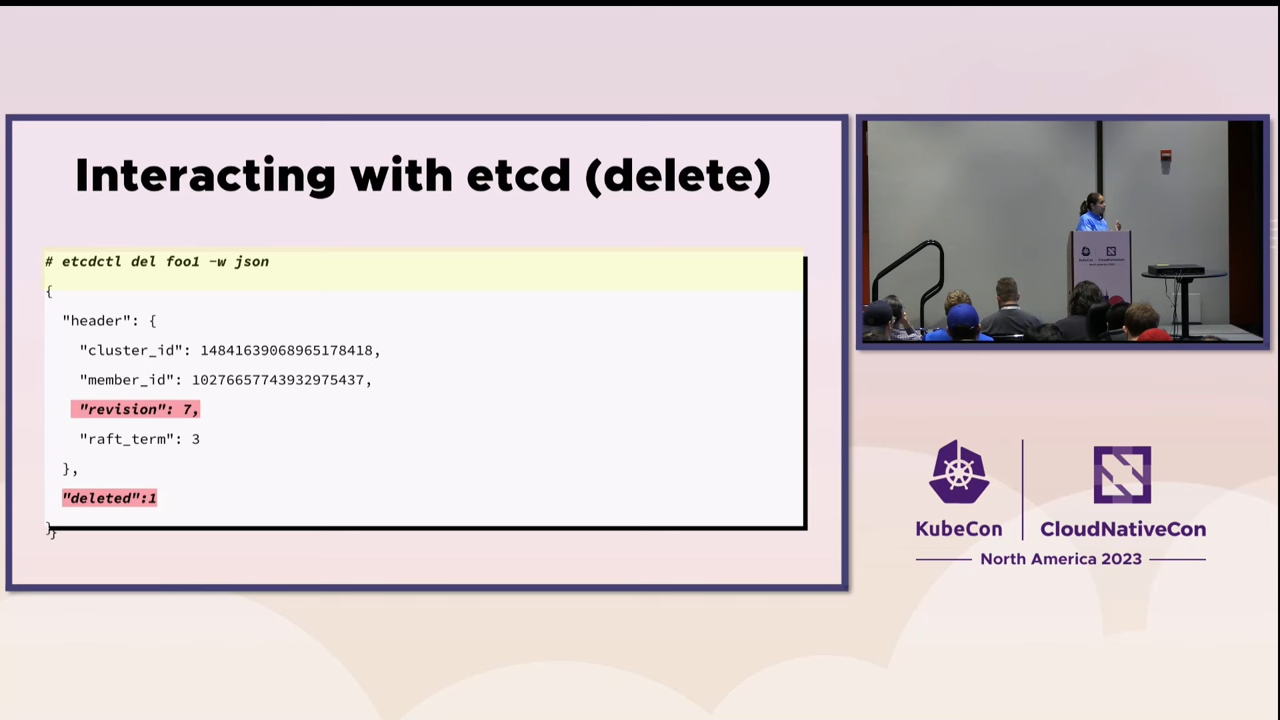 Interacting with etcd (delete)
# etcdctl del foo1 -w json
{
"header": {
"cluster_id": 14841639068965178418,
"member_id": 10276657743932975437,
"revision": 7,
"raft_term": 3
},
"deleted":1
}
}
KubeCon
CloudNativeCon
North America 2023